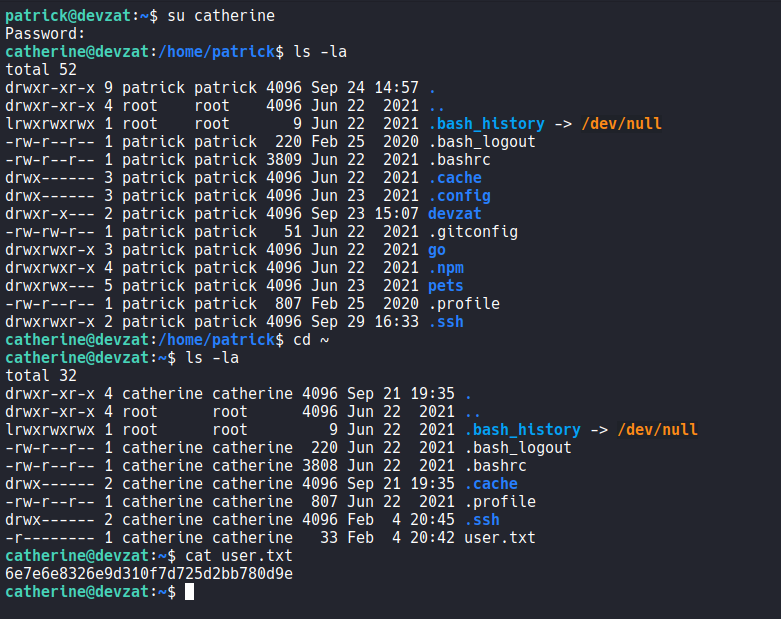 patrick@devzat:~$ su catherine
Password:
catherine@devzat:/home/patrick$ ls -la
total 52
drwxr-xr-x 9 patrick patrick 4096 Sep 24 14:57 .
drwxr-xr-x 4 root    root    4096 Jun 22  2021 ..
lrwxrwxrwx 1 root    root       9 Jun 22  2021 .bash_history -> /dev/null
-rw-r--r-- 1 patrick patrick  220 Feb 25  2020 .bash_logout
-rw-r--r-- 1 patrick patrick 3809 Jun 22  2021 .bashrc
drwx------ 3 patrick patrick 4096 Jun 22  2021 .cache
drwx------ 3 patrick patrick 4096 Jun 23  2021 .config
drwxr-x--- 2 patrick patrick 4096 Sep 23 15:07 devzat
-rw-rw-r-- 1 patrick patrick   51 Jun 22  2021 .gitconfig
drwxrwxr-x 3 patrick patrick 4096 Jun 22  2021 go
drwxrwxr-x 4 patrick patrick 4096 Jun 22  2021 .npm
drwxrwx--- 5 patrick patrick 4096 Jun 23  2021 pets
-rw-r--r-- 1 patrick patrick  807 Feb 25  2020 .profile
drwxrwxr-x 2 patrick patrick 4096 Sep 29 16:33 .ssh
catherine@devzat:/home/patrick$ cd ~
catherine@devzat:~$ ls -la
total 32
drwxr-xr-x 4 catherine catherine 4096 Sep 21 19:35 .
drwxr-xr-x 4 root      root      4096 Jun 22  2021 ..
lrwxrwxrwx 1 root      root         9 Jun 22  2021 .bash_history -> /dev/null
-rw-r--r-- 1 catherine catherine  220 Jun 22  2021 .bash_logout
-rw-r--r-- 1 catherine catherine 3808 Jun 22  2021 .bashrc
drwx------ 2 catherine catherine 4096 Sep 21 19:35 .cache
-rw-r--r-- 1 catherine catherine  807 Jun 22  2021 .profile
drwx------ 2 catherine catherine 4096 Feb  4 20:45 .ssh
-r-------- 1 catherine catherine   33 Feb  4 20:42 user.txt
catherine@devzat:~$ cat user.txt
6e7e6e8326e9d310f7d725d2bb780d9e
catherine@devzat:~$